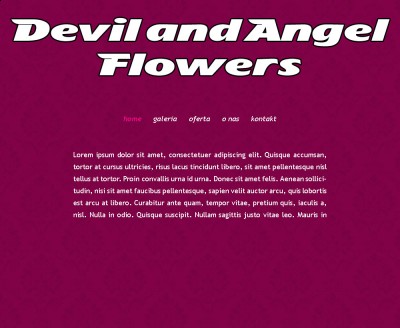 Devil and Angel
Flowers
home galeria oferta o nas kontakt
Lorem ipsum dolor sit amet, consectetuer adipiscing elit. Quisque accumsan,
tortor at cursus ultricies, risus lacus tincidunt libero, sit amet pellentesque nisl
tellus at tortor. Proin convallis urna id urna. Donec sit amet felis. Aenean sollici-
tudin, nisi sit amet faucibus pellentesque, sapien velit auctor arcu, quis lobortis
est arcu at libero. Curabitur ante quam, tempor vitae, pretium quis, iaculis a,
nisl. Nulla in odio. Quisque suscipit. Nullam sagittis justo vitae leo. Mauris in